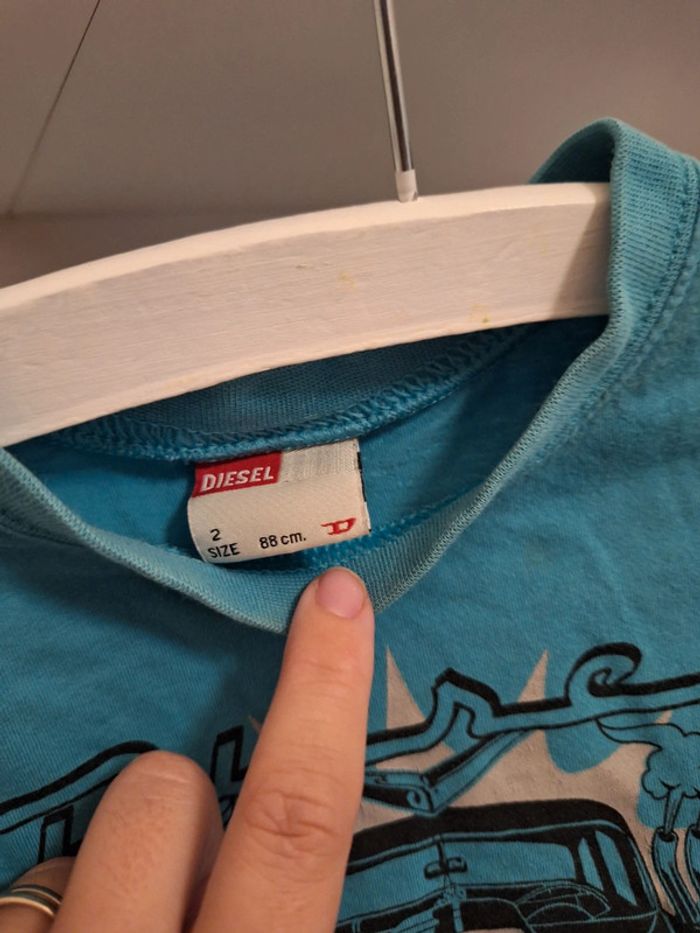 DIESEL
2
SIZE 88 cm.